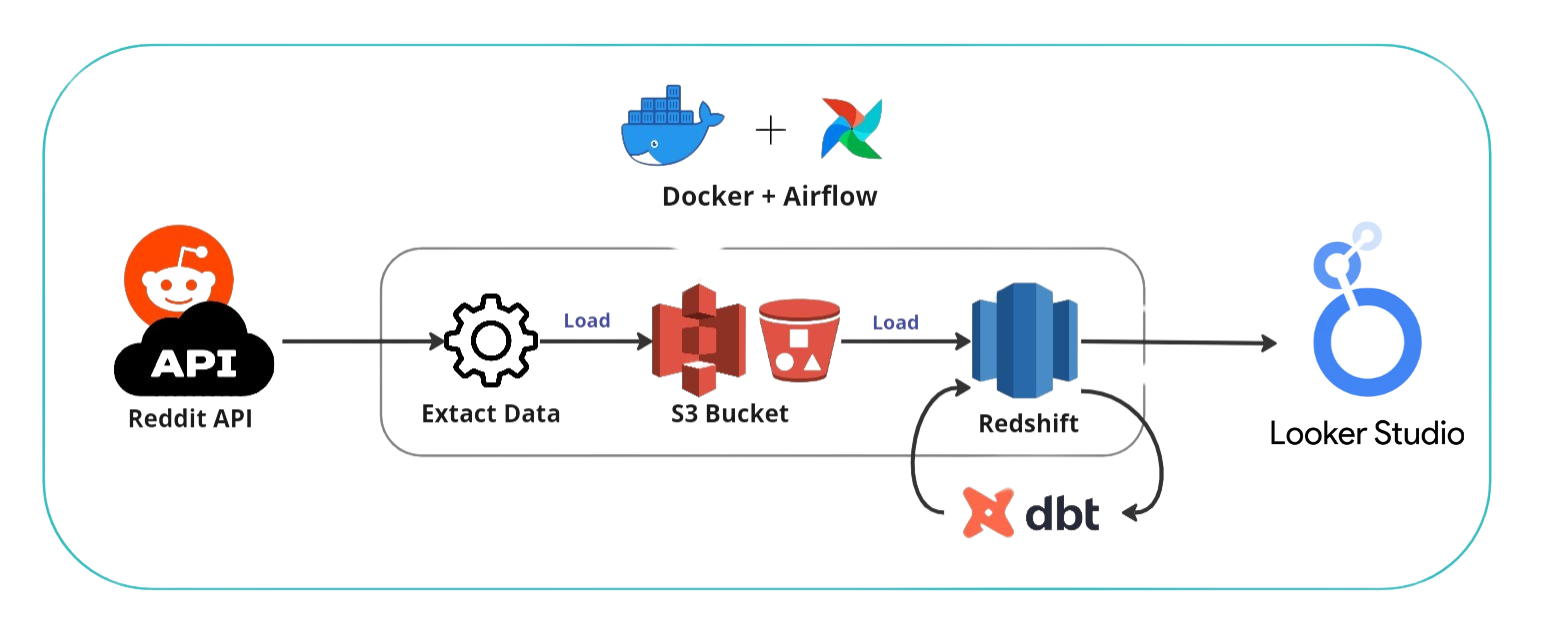 Docker + Airflow
API
Reddit API
Extact Data
Load
S3 Bucket
Load
Redshift
dbt
Looker Studio